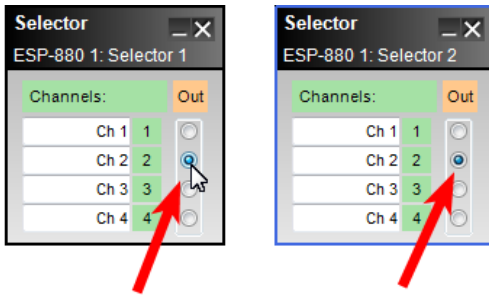 Selector
ESP-880 1: Selector 1
Channels: Out
Ch 1 1
Ch 2 2
Ch 3 3
Ch 4 4
Selector
ESP-880 1: Selector 2
Channels: Out
Ch 1 1
Ch 2 2
Ch 3 3
Ch 4 4